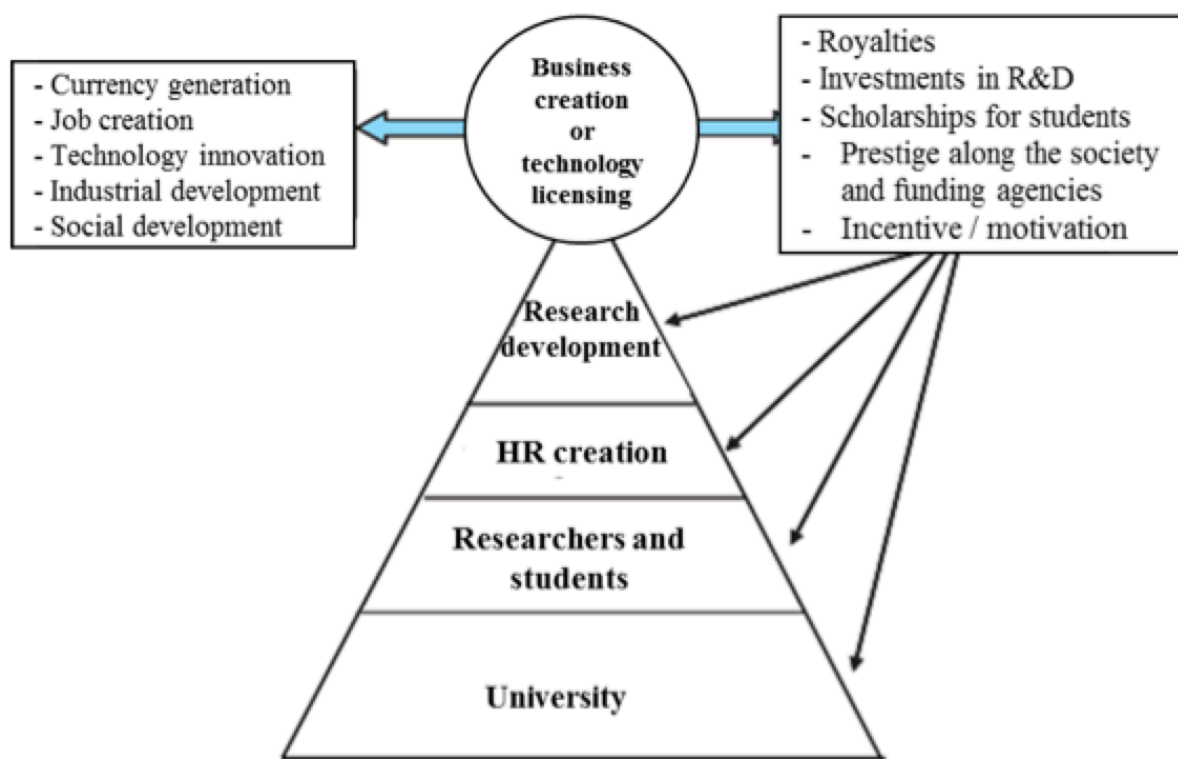 - Currency generation
- Job creation
- Technology innovation
- Industrial development
- Social development
Business
creation
or
technology
licensing
- Royalties
- Investments in R&D
- Scholarships for students
- Prestige along the society
and funding agencies
- Incentive / motivation
Research
development
HR creation
Researchers and
students
University